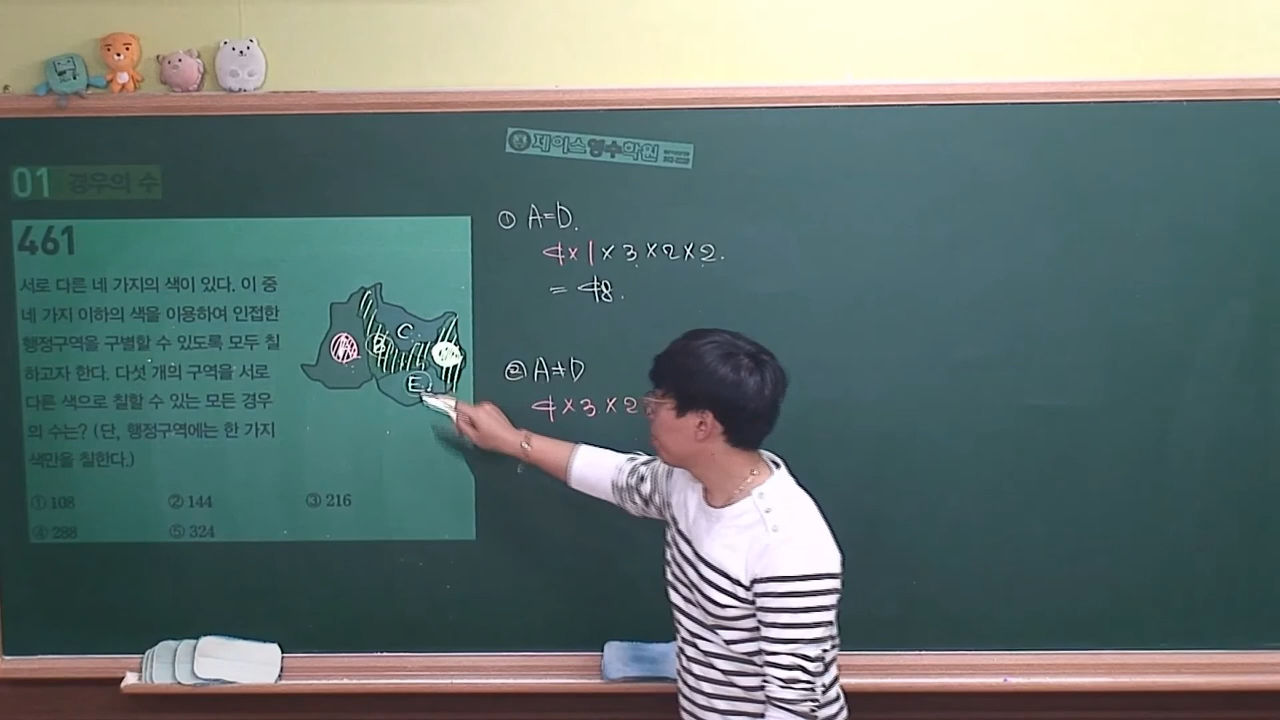 제이스영수학원
01 경우의 수
461
서로 다른 네 가지의 색이 있다. 이 중
네 가지 이하의 색을 이용하여 인접한
행정구역을 구별할 수 있도록 모두 칠
하고자 한다. 다섯 개의 구역을 서로
다른 색으로 칠할 수 있는 모든 경우
의 수는? (단, 행정구역에는 한 가지
색만을 칠한다.)
① 108 ② 144 ③ 216
④ 288 ⑤ 324
A
B
C
E
① A=D.
4×1×3×2×2.
= 48.
② A≠D
4×3×2